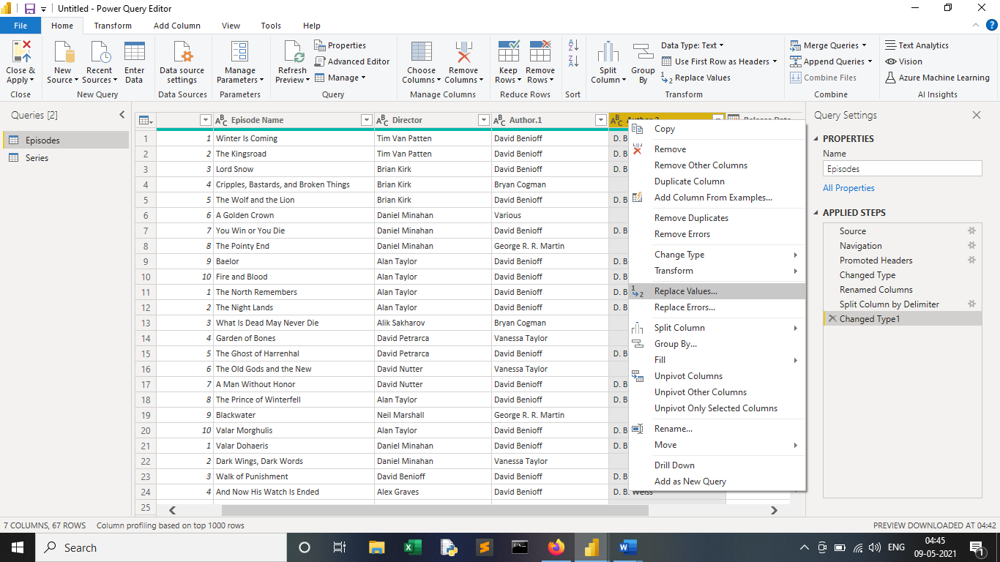 Untitled - Power Query Editor
File Home Transform Add Column View Tools Help
Close & Apply
New Source
Recent Sources
Enter Data
Data source settings
Manage Parameters
Refresh Preview
Properties
Advanced Editor
Manage
Choose Columns
Remove Columns
Keep Rows
Remove Rows
Split Column
Group By
Data Type: Text
Use First Row as Headers
1 2 Replace Values
Merge Queries
Append Queries
Combine Files
Text Analytics
Vision
Azure Machine Learning
Close New Query Data Sources Parameters Query Manage Columns Reduce Rows Sort Transform Combine AI Insights
Queries [2]
Episodes
Series
ABC Episode Name ABC Director ABC Author.1 ABC
1 1 Winter Is Coming Tim Van Patten David Benioff D. B
2 2 The Kingsroad Tim Van Patten David Benioff D. B
3 3 Lord Snow Brian Kirk David Benioff D. B
4 4 Cripples, Bastards, and Broken Things Brian Kirk Bryan Cogman
5 5 The Wolf and the Lion Brian Kirk David Benioff D. B
6 6 A Golden Crown Daniel Minahan Various
7 7 You Win or You Die Daniel Minahan David Benioff D. B
8 8 The Pointy End Daniel Minahan George R. R. Martin
9 9 Baelor Alan Taylor David Benioff D. B
10 10 Fire and Blood Alan Taylor David Benioff D. B
11 1 The North Remembers Alan Taylor David Benioff D. B
12 2 The Night Lands Alan Taylor David Benioff D. B
13 3 What Is Dead May Never Die Alik Sakharov Bryan Cogman
14 4 Garden of Bones David Petrarca Vanessa Taylor
15 5 The Ghost of Harrenhal David Petrarca David Benioff D. B
16 6 The Old Gods and the New David Nutter Vanessa Taylor
17 7 A Man Without Honor David Nutter David Benioff D. B
18 8 The Prince of Winterfell Alan Taylor David Benioff D. B
19 9 Blackwater Neil Marshall George R. R. Martin
20 10 Valar Morghulis Alan Taylor David Benioff D. B
21 1 Valar Dohaeris Daniel Minahan David Benioff D. B
22 2 Dark Wings, Dark Words Daniel Minahan Vanessa Taylor
23 3 Walk of Punishment David Benioff David Benioff D. B
24 4 And Now His Watch Is Ended Alex Graves David Benioff D. B. Weiss
25
Copy
Remove
Remove Other Columns
Duplicate Column
Add Column From Examples...
Remove Duplicates
Remove Errors
Change Type
Transform
1 2 Replace Values...
Replace Errors...
Split Column
Group By...
Fill
Unpivot Columns
Unpivot Other Columns
Unpivot Only Selected Columns
Rename...
Move
Drill Down
Add as New Query
Query Settings
PROPERTIES
Name
Episodes
All Properties
APPLIED STEPS
Source
Navigation
Promoted Headers
Changed Type
Renamed Columns
Split Column by Delimiter
Changed Type1
7 COLUMNS, 67 ROWS Column profiling based on top 1000 rows PREVIEW DOWNLOADED AT 04:42
Search
ENG
04:45
09-05-2021
1